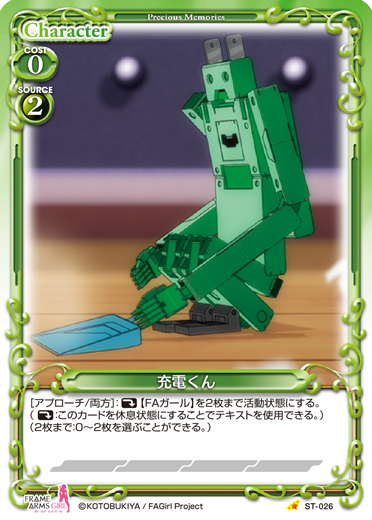 Precious Memories
Character
COST
0
SOURCE
2
充電くん
[アプローチ/両方]:⮒【FAガール】を2枚まで活動状態にする。
(⮒:このカードを休息状態にすることでテキストを使用できる。)
(2枚まで:0〜2枚を選ぶことができる。)
FRAME
ARMS GIRL
©KOTOBUKIYA / FAGirl Project
ST-026